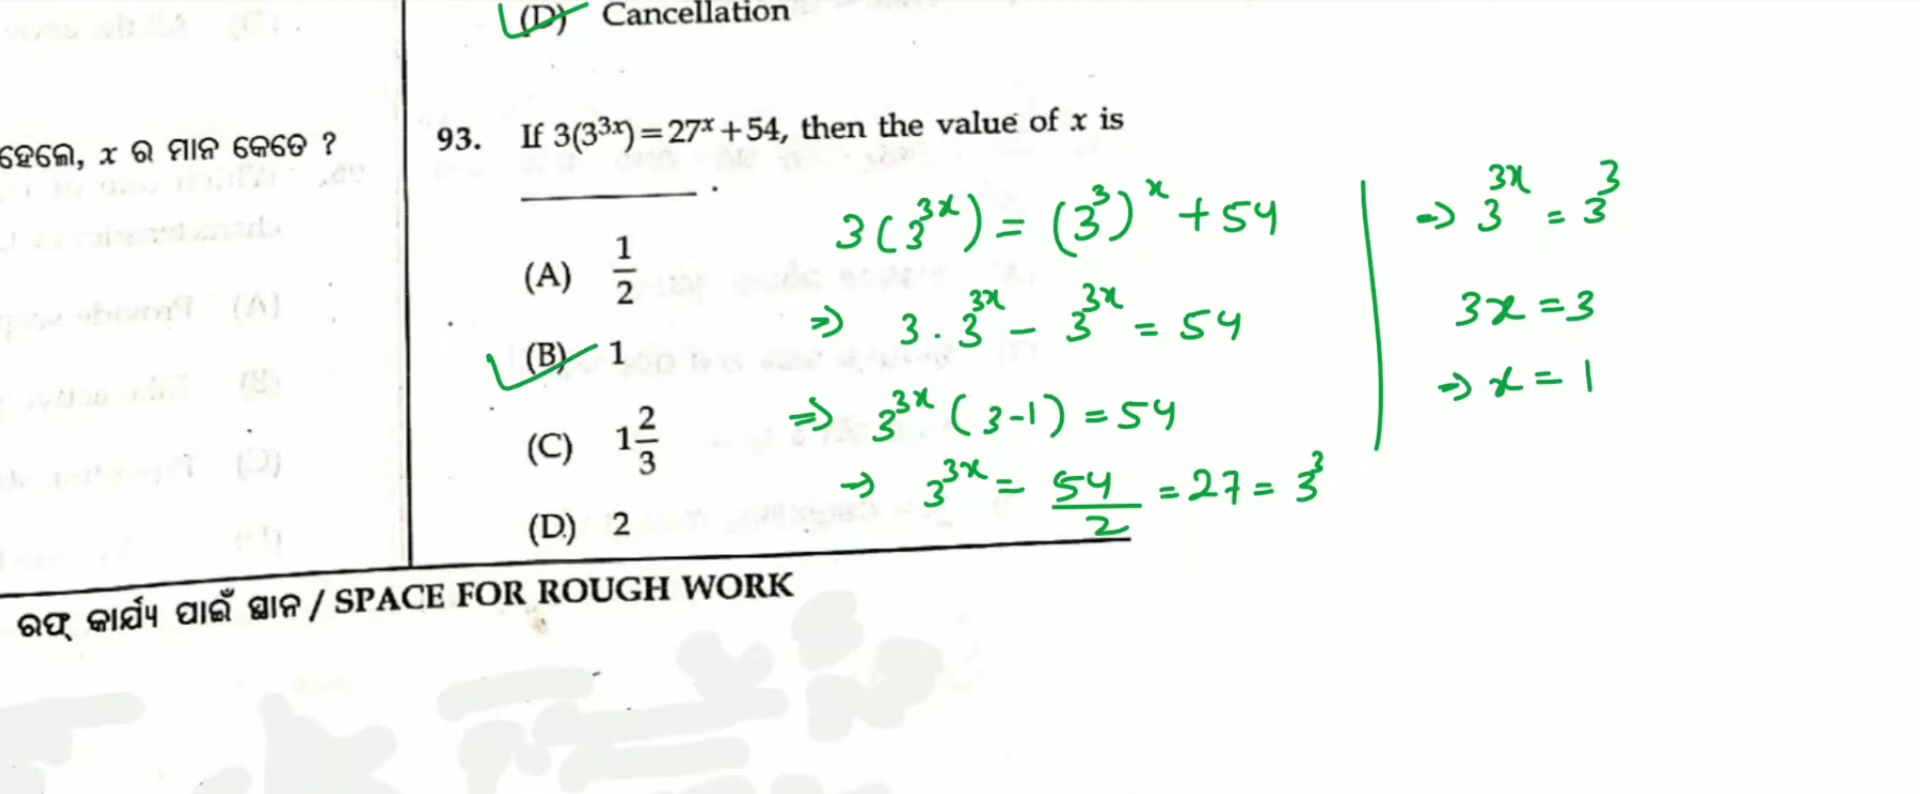 (D) Cancellation
ହେଲେ, x ର ମାନ କେତେ ?
93. If 3(3^{3x}) = 27^x + 54, then the value of x is
________ .
(A) 1/2
(B) 1
(C) 1 2/3
(D) 2
3(3^{3x}) = (3^3)^x + 54
⇒ 3 · 3^{3x} – 3^{3x} = 54
⇒ 3^{3x} (3-1) = 54
⇒ 3^{3x} = 54/2 = 27 = 3^3
⇒ 3^{3x} = 3^3
3x = 3
⇒ x = 1
ରଫ୍ କାର୍ଯ୍ୟ ପାଇଁ ସ୍ଥାନ / SPACE FOR ROUGH WORK